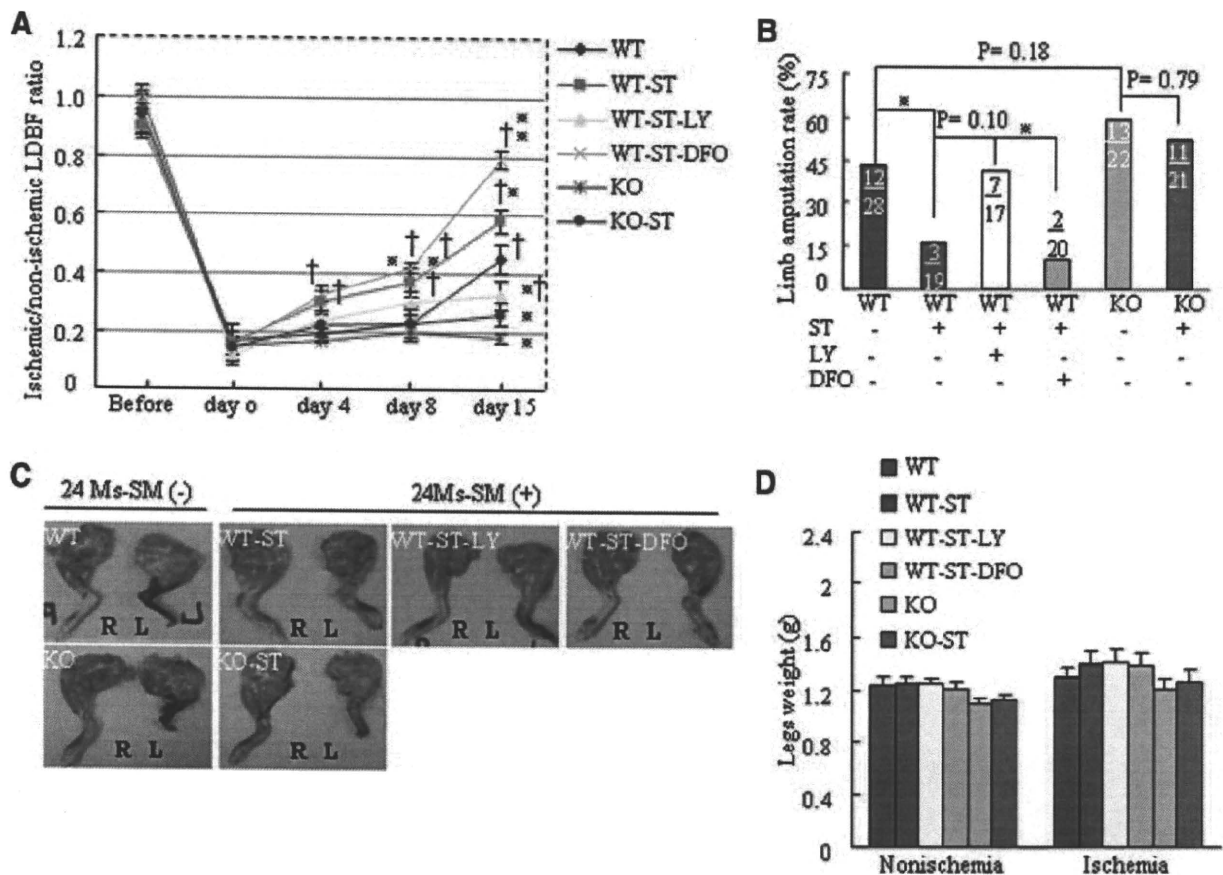 A
Ischemic/non-ischemic LDBF ratio
1.2
1.0
0.8
0.6
0.4
0.2
0
Before day o day 4 day 8 day 15
† ※
※
† ※
†
※ †
※
※
† †
† †
※ ※
†
WT
WT-ST
WT-ST-LY
WT-ST-DFO
KO
KO-ST
B
Limb amputation rate (%)
75
60
45
30
15
0
P= 0.18
P= 0.79
※ P= 0.10 ※
12
28
3
19
7
17
2
20
13
22
11
21
WT WT WT WT KO KO
ST - + + + - +
LY - - + - - -
DFO - - - + - -
C
24 Ms-SM (-)
24Ms-SM (+)
WT
R L
WT-ST
R L
WT-ST-LY
R L
WT-ST-DFO
R L
KO
R L
KO-ST
R L
D
WT
WT-ST
WT-ST-LY
WT-ST-DFO
KO
KO-ST
Legs weight (g)
2.4
2
1.6
1.2
0.8
0.4
0
Nonischemia Ischemia